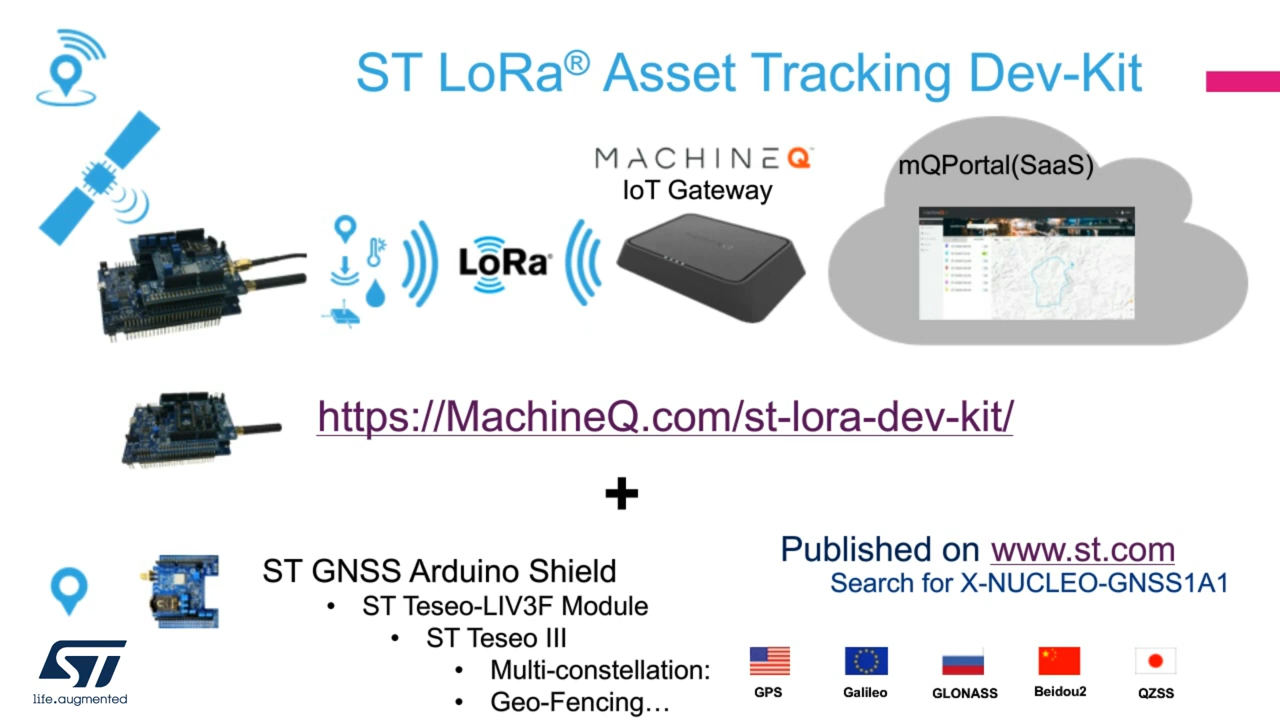 ST LoRa® Asset Tracking Dev-Kit
MACHINEQ™
IoT Gateway
mQPortal(SaaS)
LoRa®
https://MachineQ.com/st-lora-dev-kit/
+
Published on www.st.com
Search for X-NUCLEO-GNSS1A1
ST GNSS Arduino Shield
• ST Teseo-LIV3F Module
• ST Teseo III
• Multi-constellation:
• Geo-Fencing…
GPS
Galileo
GLONASS
Beidou2
QZSS
ST
life.augmented